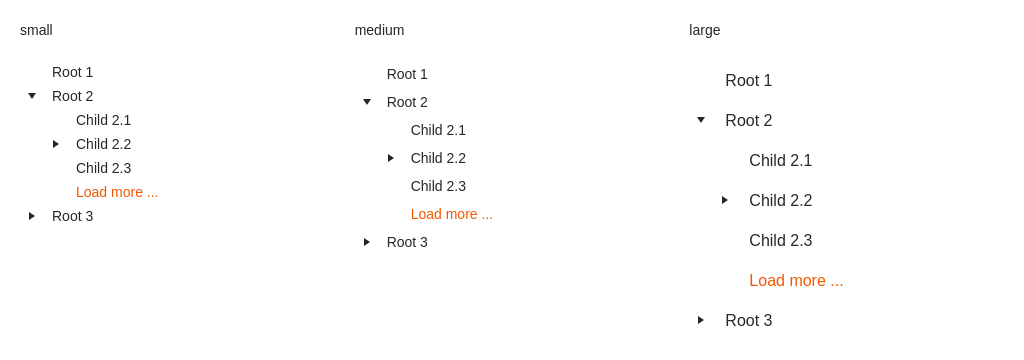 small
Root 1
Root 2
Child 2.1
Child 2.2
Child 2.3
Load more ...
Root 3
medium
Root 1
Root 2
Child 2.1
Child 2.2
Child 2.3
Load more ...
Root 3
large
Root 1
Root 2
Child 2.1
Child 2.2
Child 2.3
Load more ...
Root 3